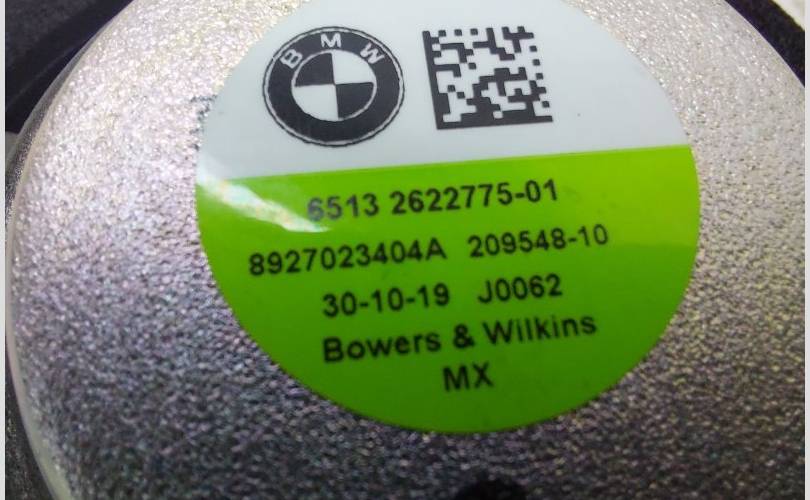 BMW
6513 2622775-01
8927023404A 209548-10
30-10-19 J0062
Bowers & Wilkins
MX